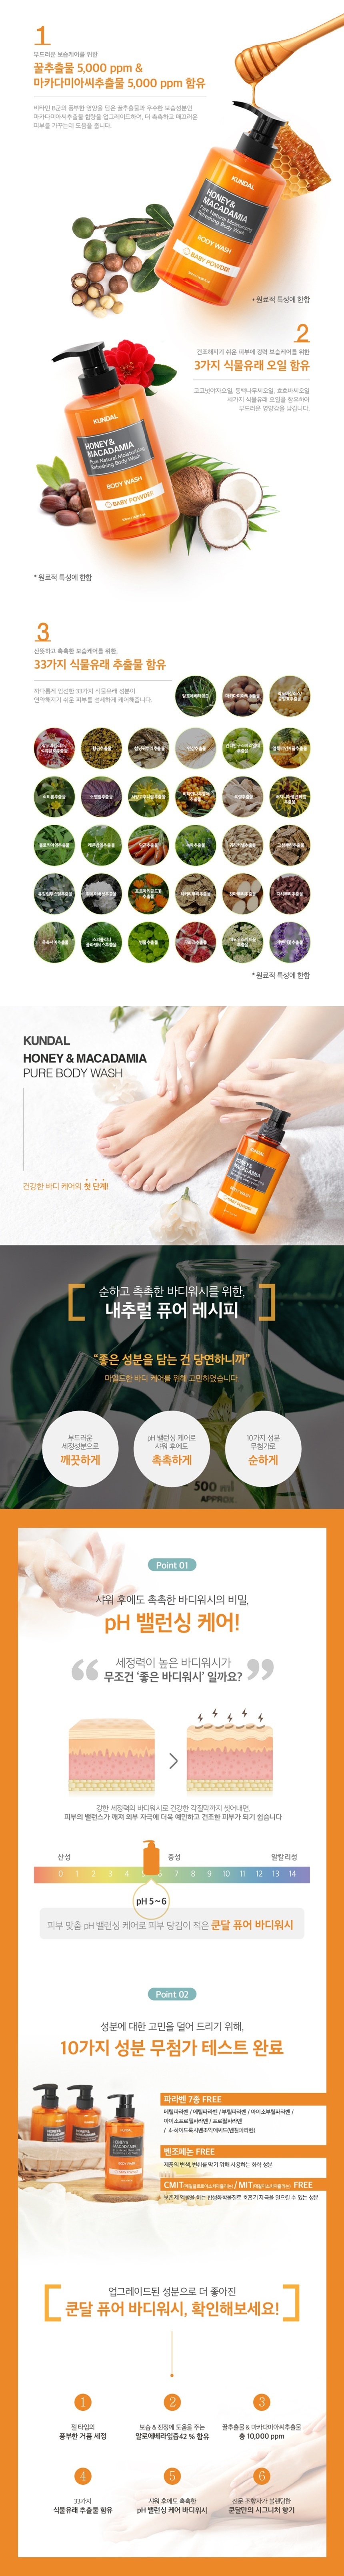 1
부드러운 보습케어를 위한
꿀추출물 5,000 ppm &
마카다미아씨추출물 5,000 ppm 함유
비타민 B군의 풍부한 영양을 담은 꿀추출물과 우수한 보습성분인
마카다미아씨추출물 함량을 업그레이드하여, 더 촉촉하고 매끄러운
피부를 가꾸는데 도움을 줍니다.
KUNDAL
HONEY &
MACADAMIA
Pure Natural Moisturizing
Refreshing Body Wash
BODY WASH
BABY POWDER
* 원료적 특성에 한함
2
건조해지기 쉬운 피부에 강력 보습케어를 위한
3가지 식물유래 오일 함유
코코넛야자오일, 동백나무씨오일, 호호바씨오일
세가지 식물유래 오일을 함유하여
부드러운 영양감을 남깁니다.
KUNDAL
HONEY &
MACADAMIA
Pure Natural Moisturizing
Refreshing Body Wash
BODY WASH
BABY POWDER
* 원료적 특성에 한함
3
산뜻하고 촉촉한 보습케어를 위한,
33가지 식물유래 추출물 함유
까다롭게 엄선한 33가지 식물유래 성분이
연약해지기 쉬운 피부를 섬세하게 케어해줍니다.
* 원료적 특성에 한함
KUNDAL
HONEY & MACADAMIA
PURE BODY WASH
건강한 바디 케어의 첫 단계!
KUNDAL
순하고 촉촉한 바디워시를 위한,
내추럴 퓨어 레시피
“좋은 성분을 담는 건 당연하니까”
마일드한 바디 케어를 위해 고민하였습니다
부드러운
세정성분으로
깨끗하게
pH 밸런싱 케어로
샤워 후에도
촉촉하게
10가지 성분
무첨가로
순하게
500 ml
APPROX
Point 01
샤워 후에도 촉촉한 바디워시의 비밀,
pH 밸런싱 케어!
“ 세정력이 높은 바디워시가
무조건 ‘좋은 바디워시’ 일까요? ”
강한 세정력의 바디워시로 건강한 각질막까지 씻어내면,
피부의 밸런스가 깨져 외부 자극에 더욱 예민하고 건조한 피부가 되기 쉽습니다
산성 중성 알칼리성
0 1 2 3 4 7 8 9 10 11 12 13 14
pH 5 ~ 6
피부 맞춤 pH 밸런싱 케어로 피부 당김이 적은 쿤달 퓨어 바디워시
Point 02
성분에 대한 고민을 덜어 드리기 위해,
10가지 성분 무첨가 테스트 완료
파라벤 7종 FREE
메틸파라벤 / 에틸파라벤 / 부틸파라벤 / 아이소부틸파라벤 /
아이소프로필파라벤 / 프로필파라벤
/ 4-하이드록시벤조익애씨드(벤질파라벤)
벤조페논 FREE
제품의 변색, 변취를 막기 위해 사용하는 화학 성분
CMIT(메칠클로로이소치아졸리논) / MIT(메칠이소치아졸리논) FREE
보존제 역할을 하는 합성화학물질로 호흡기 자극을 일으킬 수 있는 성분
업그레이드된 성분으로 더 좋아진
쿤달 퓨어 바디워시, 확인해보세요!
1
젤 타입의
풍부한 거품 세정
2
보습 & 진정에 도움을 주는
알로에베라잎즙42 % 함유
3
꿀추출물 & 마카다미아씨추출물
총 10,000 ppm
4
33가지
식물유래 추출물 함유
5
샤워 후에도 촉촉한
pH 밸런싱 케어 바디워시
6
전문 조향사가 블렌딩한
쿤달만의 시그니처 향기